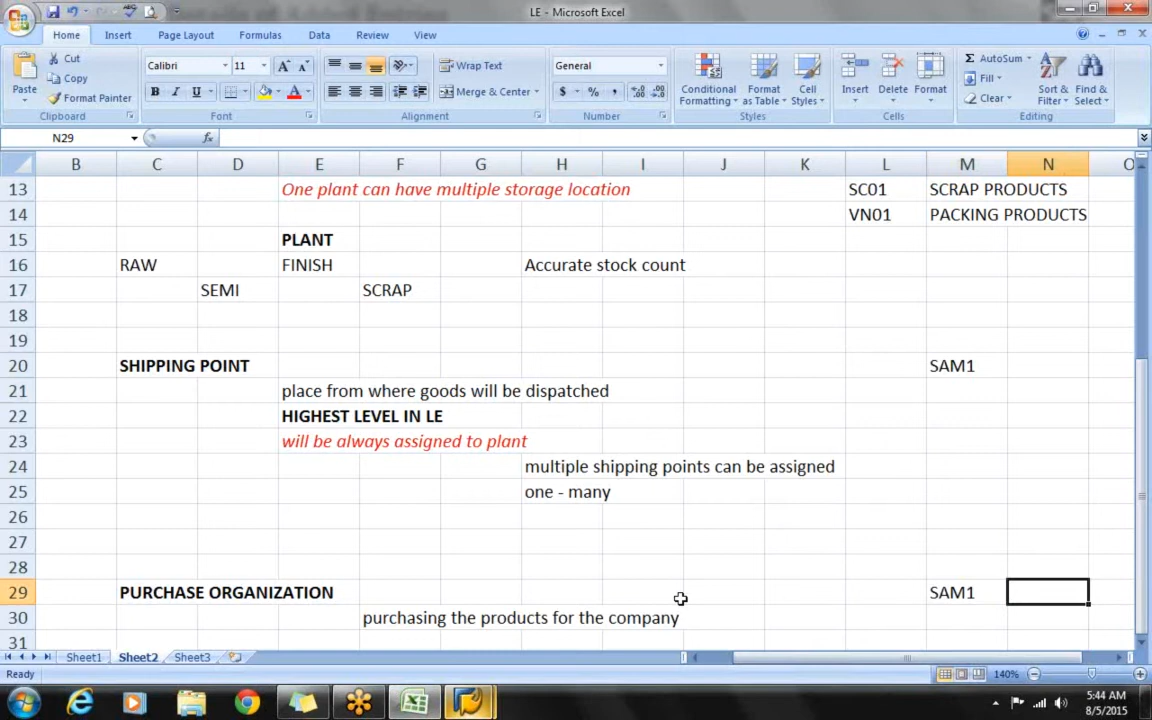 LE - Microsoft Excel
Home Insert Page Layout Formulas Data Review View
Paste Cut Copy Format Painter Clipboard
Calibri 11 A A B I U A Font
Wrap Text Merge & Center Alignment
General $ % , Number
Conditional Formatting Format as Table Cell Styles Styles
Insert Delete Format Cells
Σ AutoSum Fill Clear Sort & Filter Find & Select Editing
N29 fx
B C D E F G H I J K L M N O
13 One plant can have multiple storage location SC01 SCRAP PRODUCTS
14 VN01 PACKING PRODUCTS
15 PLANT
16 RAW FINISH Accurate stock count
17 SEMI SCRAP
18
19
20 SHIPPING POINT SAM1
21 place from where goods will be dispatched
22 HIGHEST LEVEL IN LE
23 will be always assigned to plant
24 multiple shipping points can be assigned
25 one - many
26
27
28
29 PURCHASE ORGANIZATION SAM1
30 purchasing the products for the company
31
Sheet1 Sheet2 Sheet3
Ready 140%
5:44 AM
8/5/2015